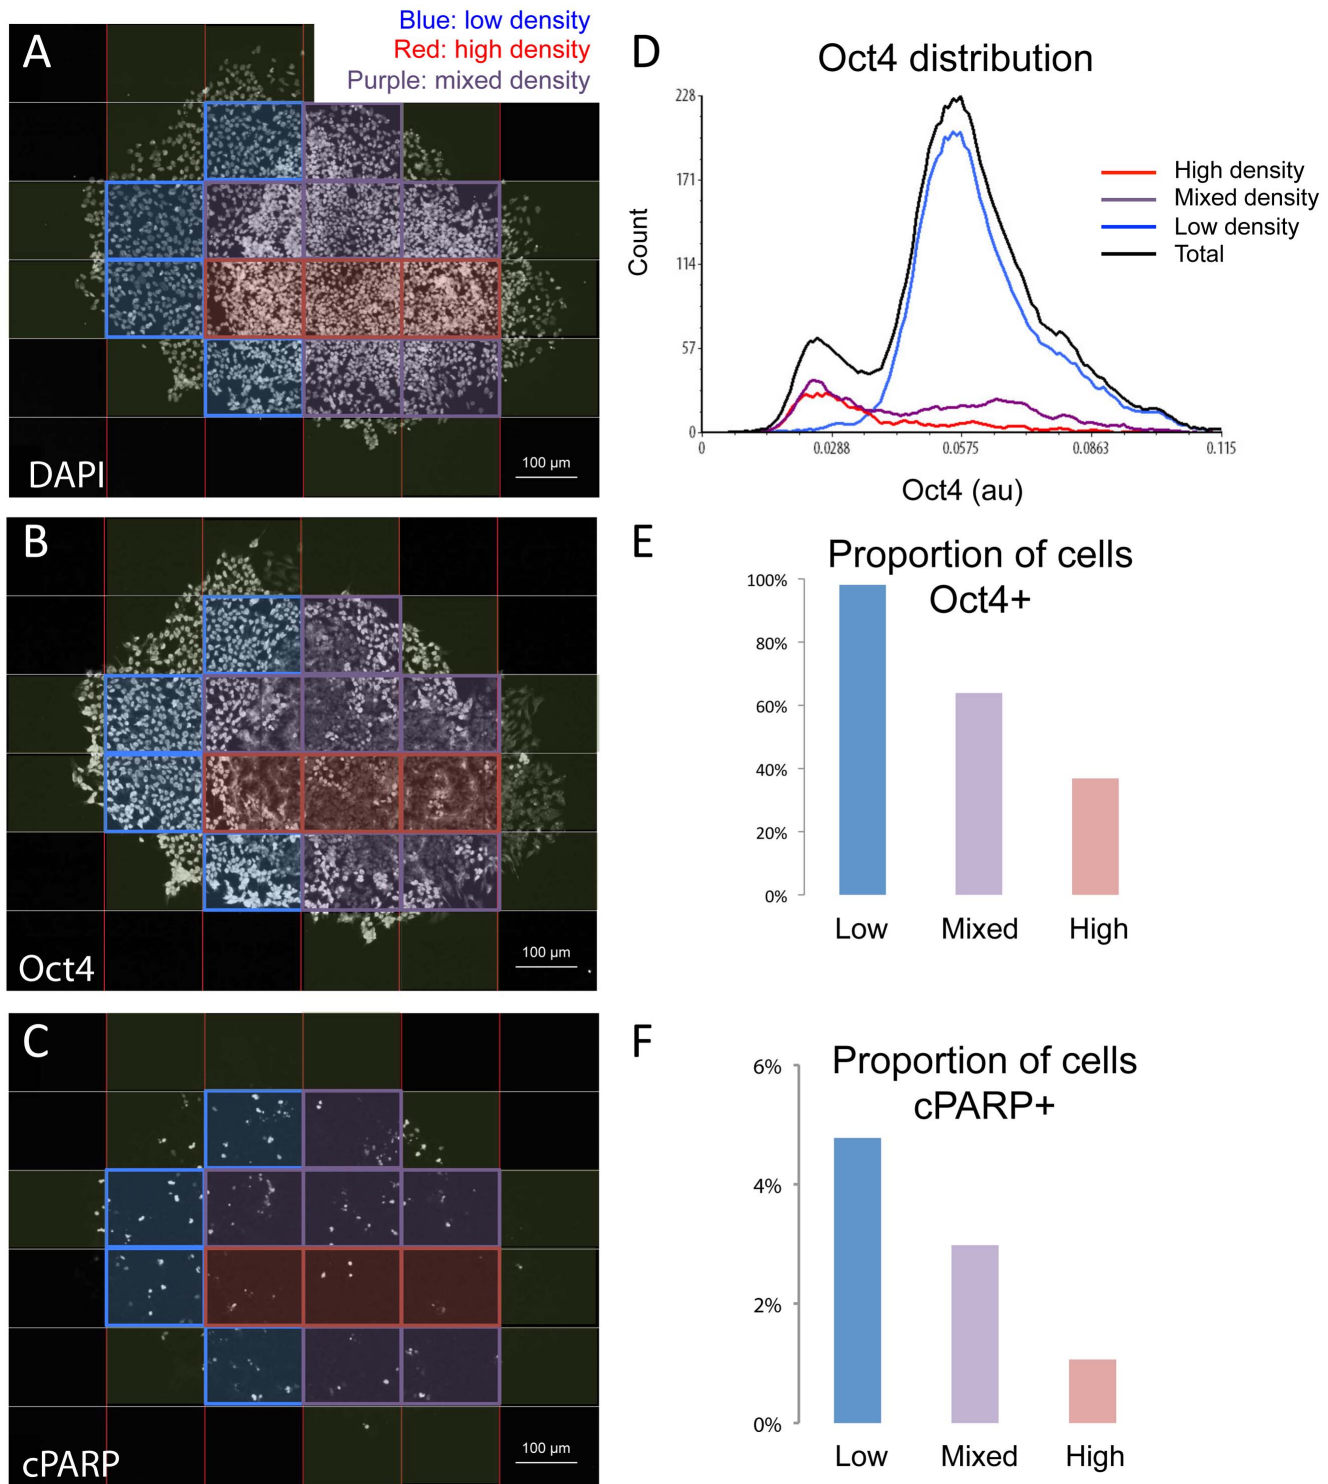 A
Blue: low density
Red: high density
Purple: mixed density
100 µm
DAPI
B
100 µm
Oct4
C
100 µm
cPARP
D
Oct4 distribution
228
171
114
57
0
Count
0
0.0288
0.0575
0.0863
0.115
Oct4 (au)
High density
Mixed density
Low density
Total
E
Proportion of cells
Oct4+
100%
80%
60%
40%
20%
0%
Low
Mixed
High
F
Proportion of cells
cPARP+
6%
4%
2%
0%
Low
Mixed
High